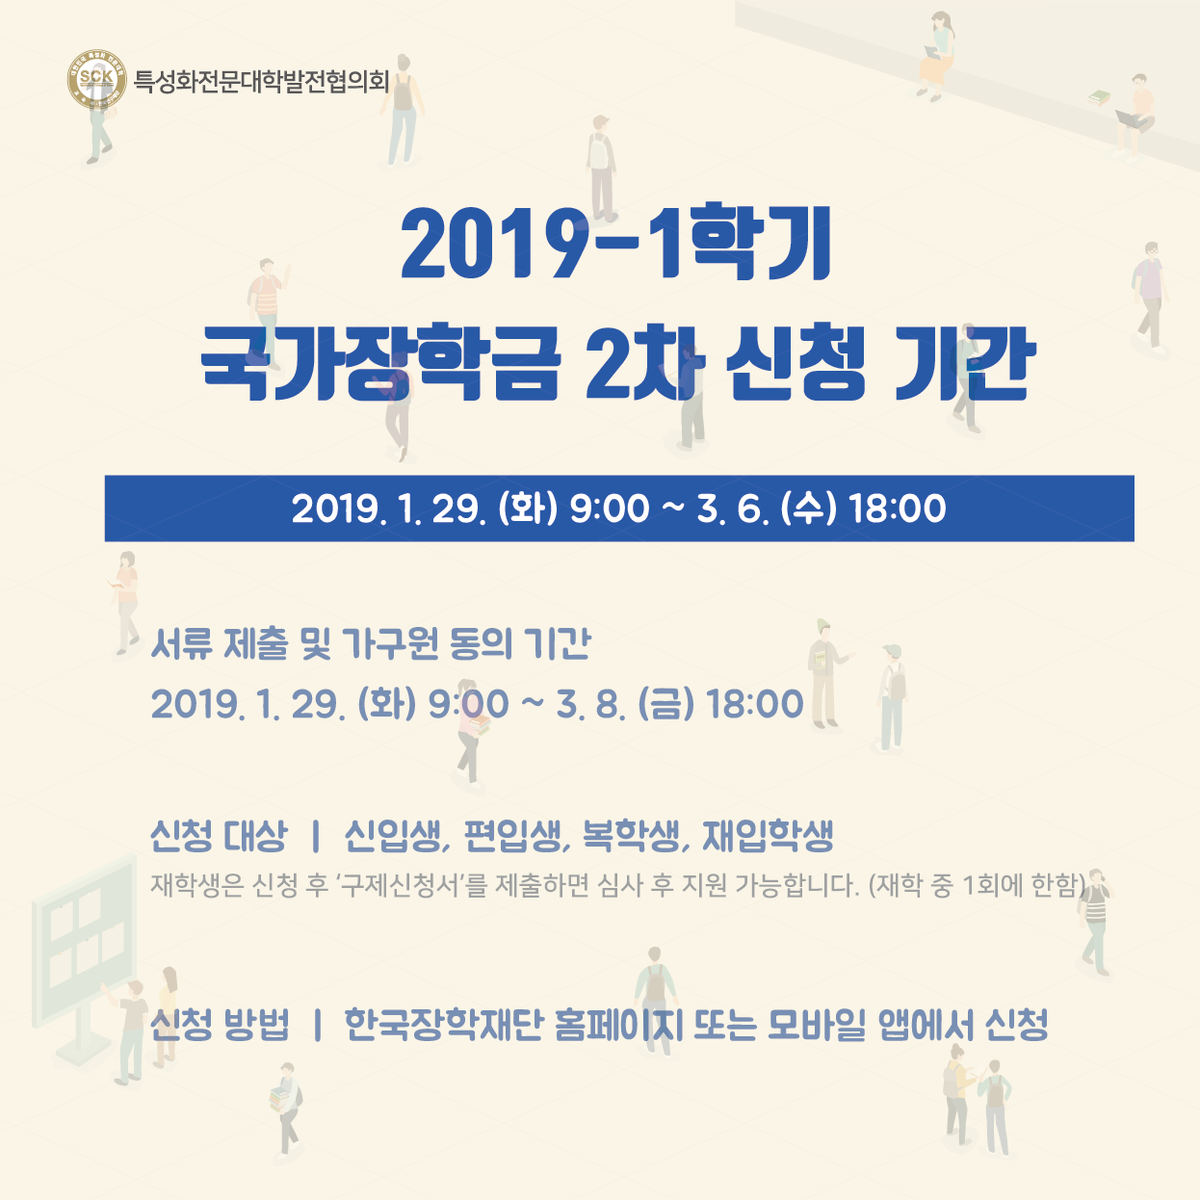 SCK
특성화전문대학발전협의회
2019-1학기
국가장학금 2차 신청 기간
2019. 1. 29. (화) 9:00 ~ 3. 6. (수) 18:00
서류 제출 및 가구원 동의 기간
2019. 1. 29. (화) 9:00 ~ 3. 8. (금) 18:00
신청 대상 | 신입생, 편입생, 복학생, 재입학생
재학생은 신청 후 ‘구제신청서’를 제출하면 심사 후 지원 가능합니다. (재학 중 1회에 한함)
신청 방법 | 한국장학재단 홈페이지 또는 모바일 앱에서 신청